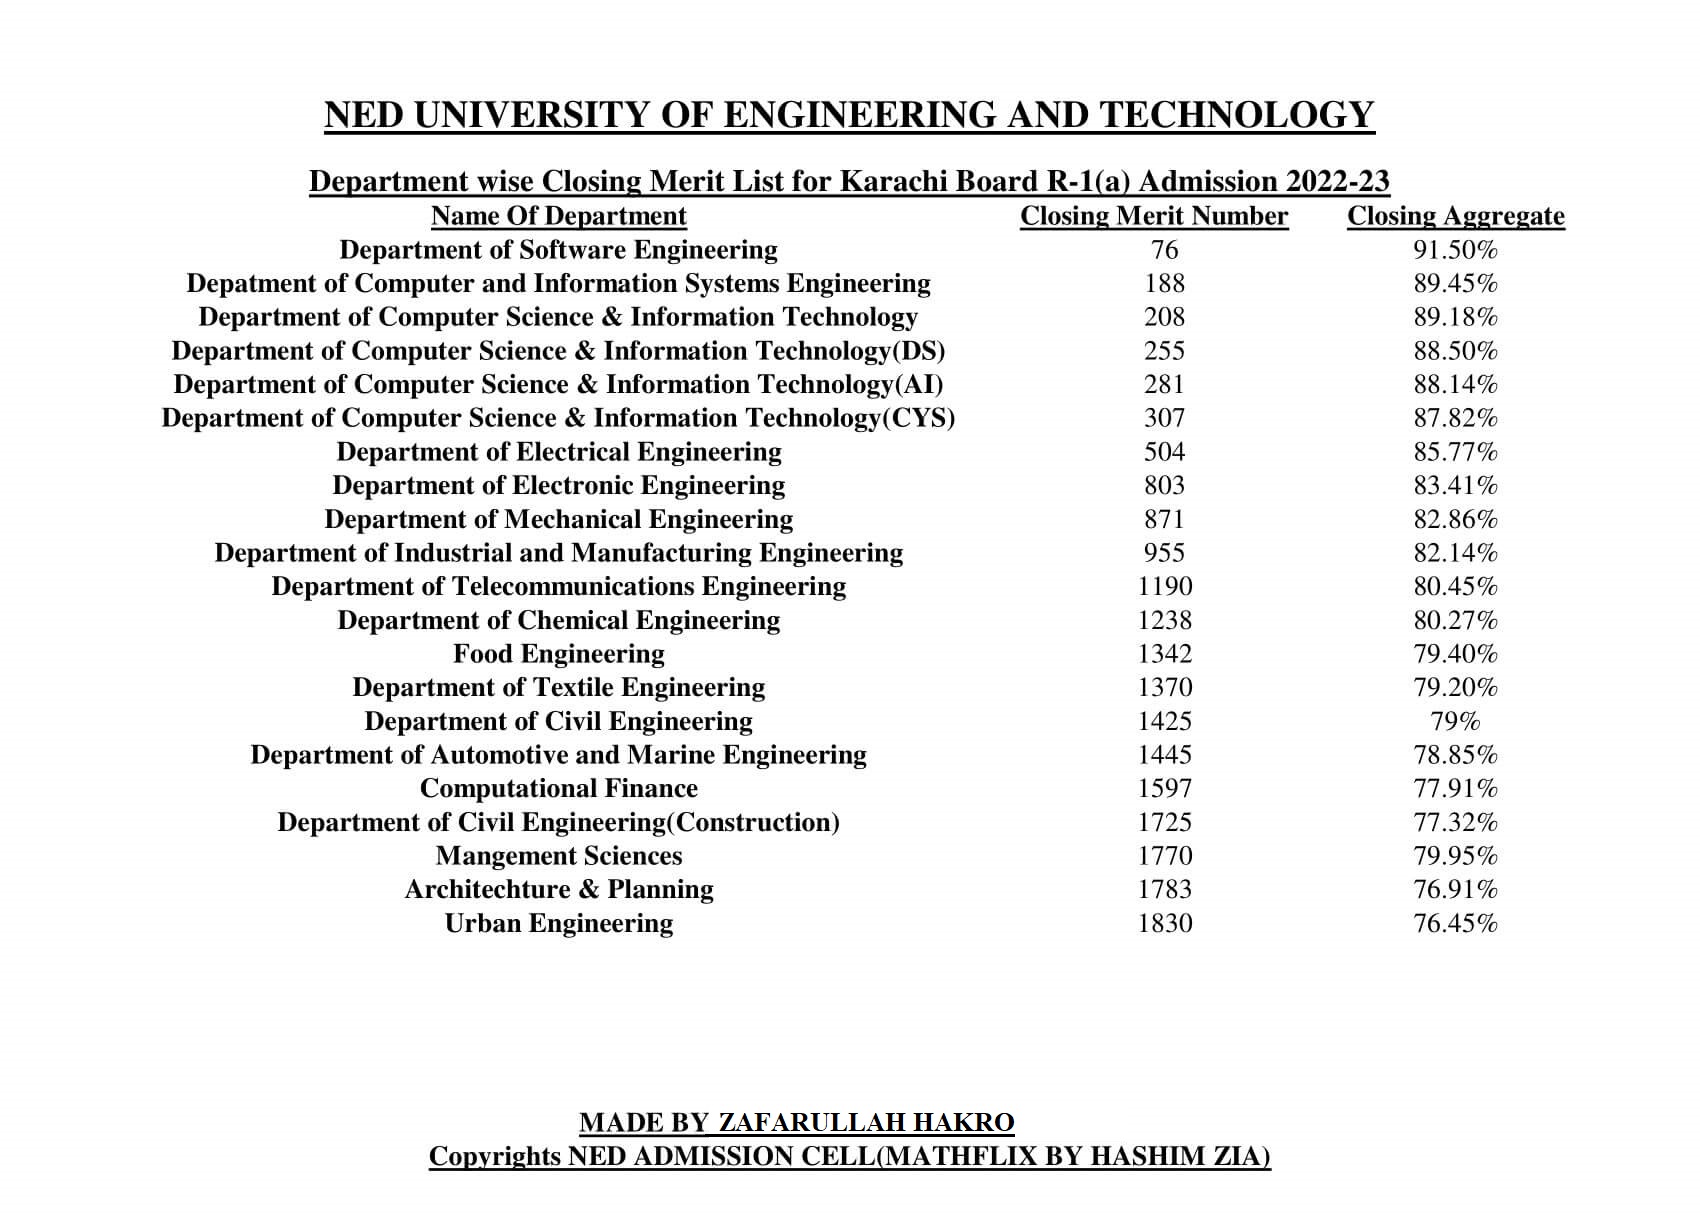 NED UNIVERSITY OF ENGINEERING AND TECHNOLOGY
Department wise Closing Merit List for Karachi Board R-1(a) Admission 2022-23
Name Of Department Closing Merit Number Closing Aggregate
Department of Software Engineering 76 91.50%
Depatment of Computer and Information Systems Engineering 188 89.45%
Department of Computer Science & Information Technology 208 89.18%
Department of Computer Science & Information Technology(DS) 255 88.50%
Department of Computer Science & Information Technology(AI) 281 88.14%
Department of Computer Science & Information Technology(CYS) 307 87.82%
Department of Electrical Engineering 504 85.77%
Department of Electronic Engineering 803 83.41%
Department of Mechanical Engineering 871 82.86%
Department of Industrial and Manufacturing Engineering 955 82.14%
Department of Telecommunications Engineering 1190 80.45%
Department of Chemical Engineering 1238 80.27%
Food Engineering 1342 79.40%
Department of Textile Engineering 1370 79.20%
Department of Civil Engineering 1425 79%
Department of Automotive and Marine Engineering 1445 78.85%
Computational Finance 1597 77.91%
Department of Civil Engineering(Construction) 1725 77.32%
Mangement Sciences 1770 79.95%
Architechture & Planning 1783 76.91%
Urban Engineering 1830 76.45%
MADE BY ZAFARULLAH HAKRO
Copyrights NED ADMISSION CELL(MATHFLIX BY HASHIM ZIA)